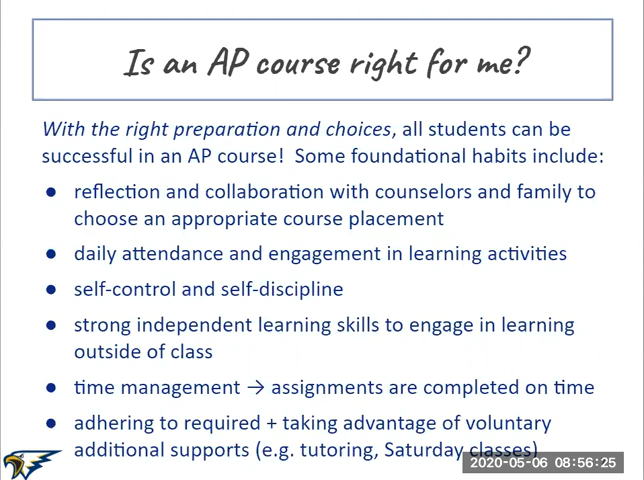 Is an AP course right for me?
With the right preparation and choices, all students can be
successful in an AP course!  Some foundational habits include:
● reflection and collaboration with counselors and family to
choose an appropriate course placement
● daily attendance and engagement in learning activities
● self-control and self-discipline
● strong independent learning skills to engage in learning
outside of class
● time management → assignments are completed on time
● adhering to required + taking advantage of voluntary
additional supports (e.g. tutoring, Saturday classes)
2020-05-06 08:56:25